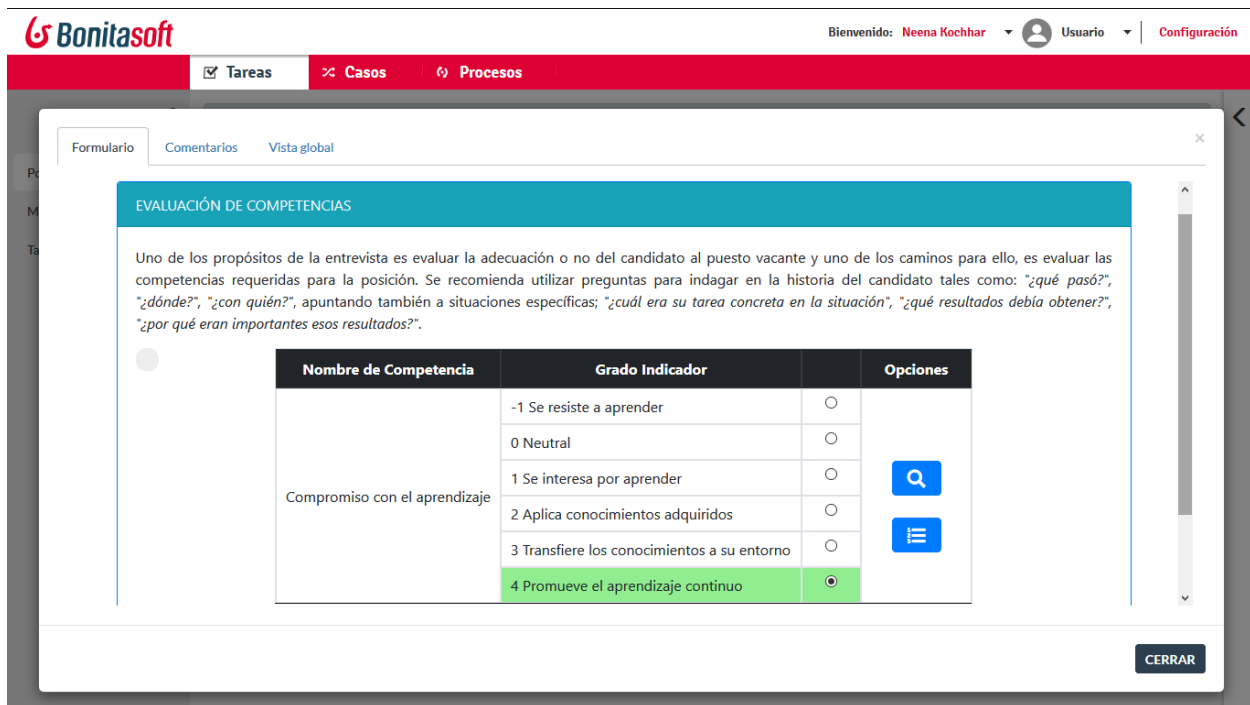 Bonitasoft
Bienvenido: Neena Kochhar Usuario Configuración
Tareas Casos Procesos
Formulario Comentarios Vista global ×
EVALUACIÓN DE COMPETENCIAS
Uno de los propósitos de la entrevista es evaluar la adecuación o no del candidato al puesto vacante y uno de los caminos para ello, es evaluar las
competencias requeridas para la posición. Se recomienda utilizar preguntas para indagar en la historia del candidato tales como: "¿qué pasó?",
"¿dónde?", "¿con quién?", apuntando también a situaciones específicas; "¿cuál era su tarea concreta en la situación", "¿qué resultados debía obtener?",
"¿por qué eran importantes esos resultados?".
Nombre de Competencia Grado Indicador Opciones
Compromiso con el aprendizaje
-1 Se resiste a aprender
0 Neutral
1 Se interesa por aprender
2 Aplica conocimientos adquiridos
3 Transfiere los conocimientos a su entorno
4 Promueve el aprendizaje continuo
CERRAR